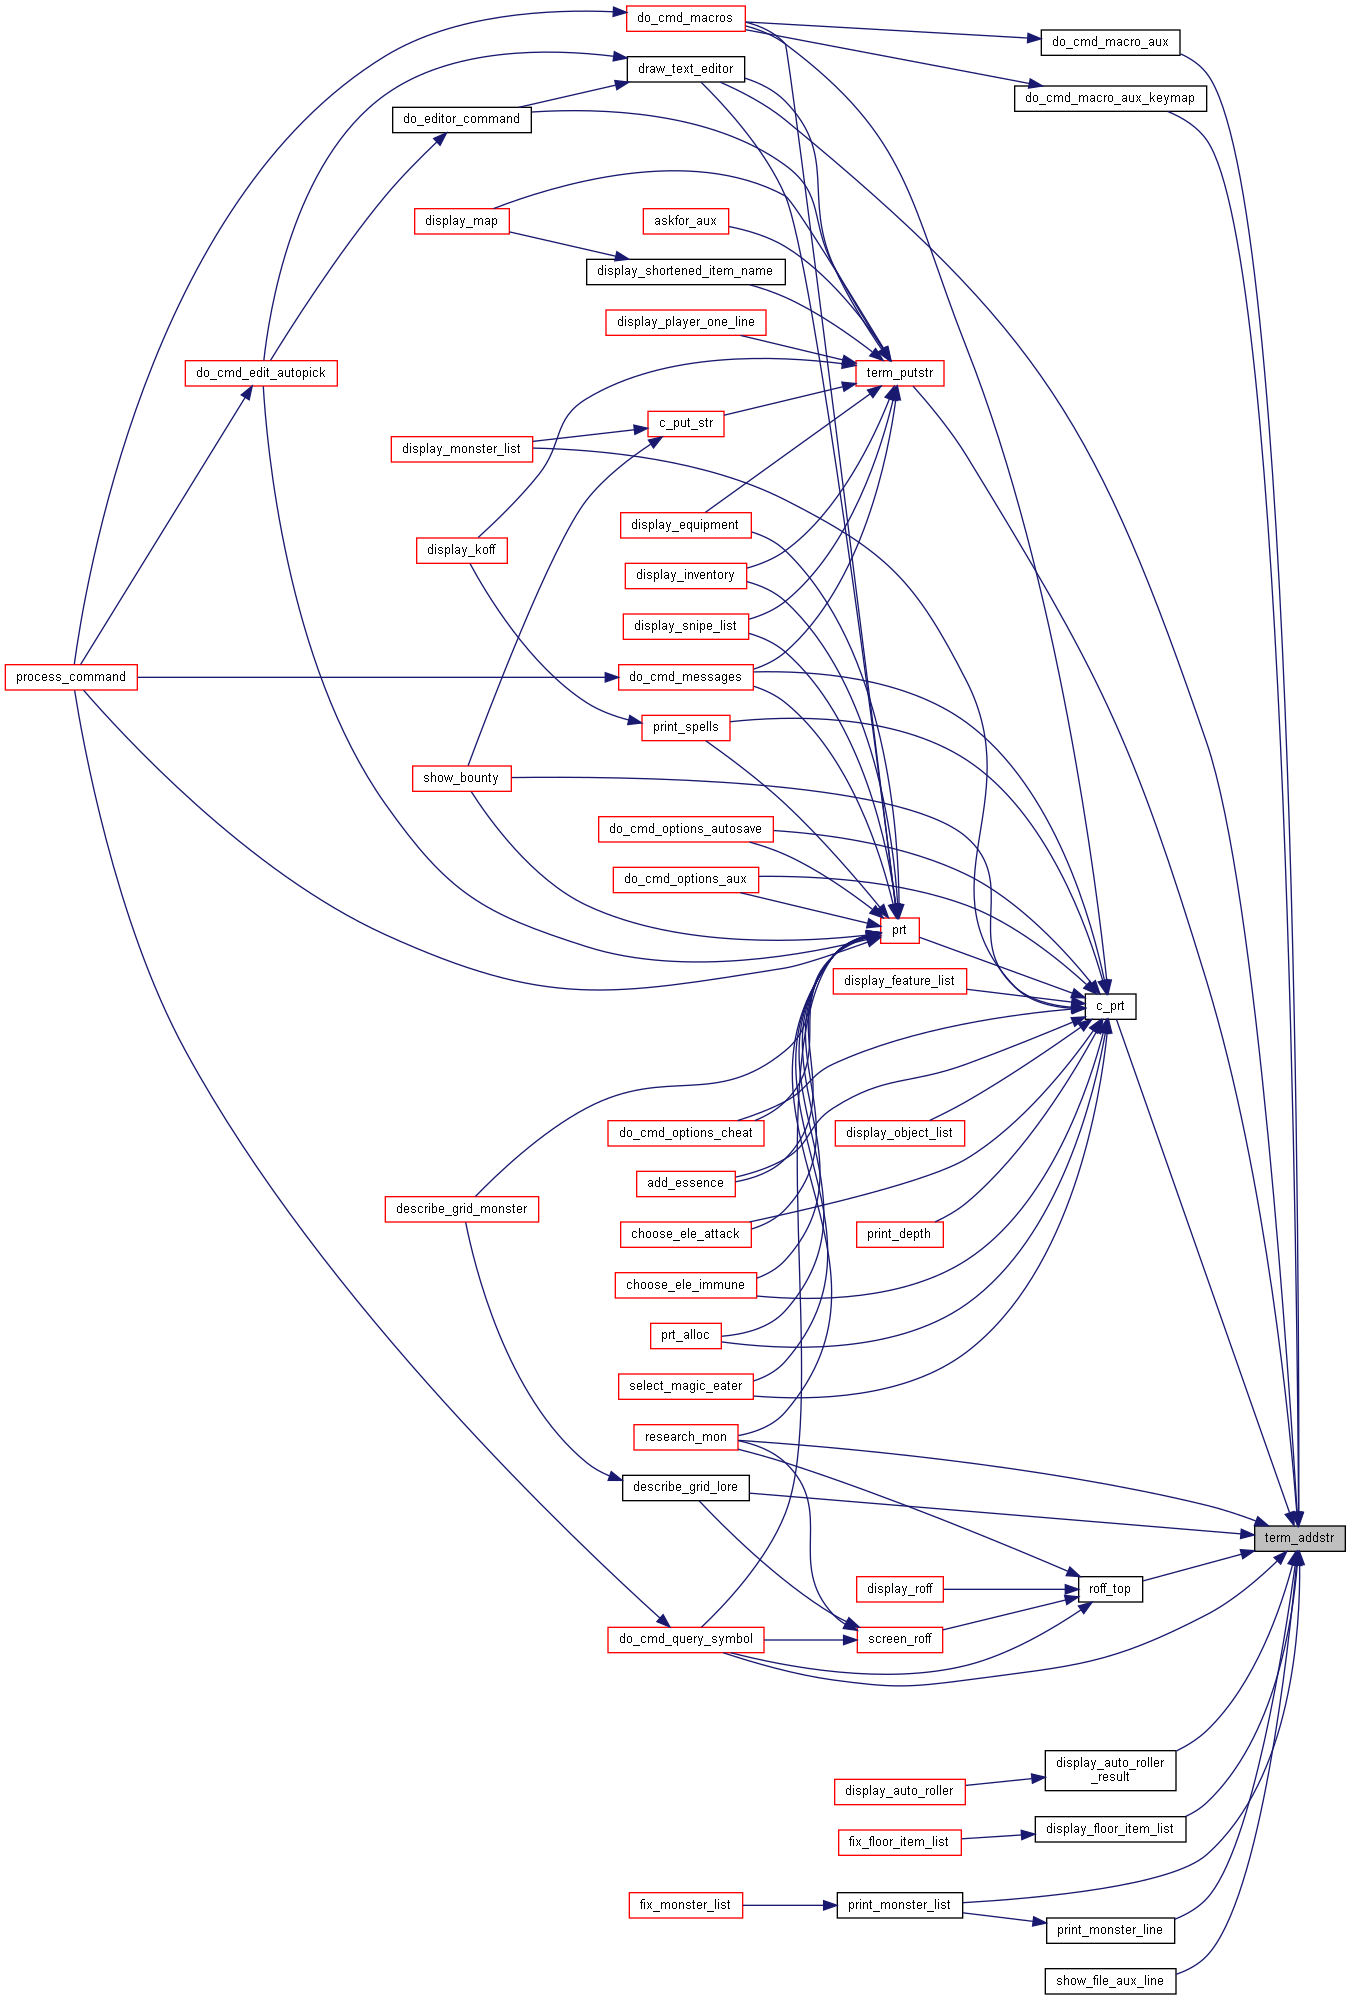 do_cmd_macros
do_cmd_macro_aux
draw_text_editor
do_cmd_macro_aux_keymap
do_editor_command
display_map
askfor_aux
display_shortened_item_name
display_player_one_line
do_cmd_edit_autopick
term_putstr
c_put_str
display_monster_list
display_equipment
display_koff
display_inventory
display_snipe_list
process_command
do_cmd_messages
print_spells
show_bounty
do_cmd_options_autosave
do_cmd_options_aux
prt
display_feature_list
c_prt
do_cmd_options_cheat
display_object_list
add_essence
describe_grid_monster
choose_ele_attack
print_depth
choose_ele_immune
prt_alloc
select_magic_eater
research_mon
describe_grid_lore
term_addstr
display_roff
roff_top
do_cmd_query_symbol
screen_roff
display_auto_roller
_result
display_auto_roller
display_floor_item_list
fix_floor_item_list
fix_monster_list
print_monster_list
print_monster_line
show_file_aux_line